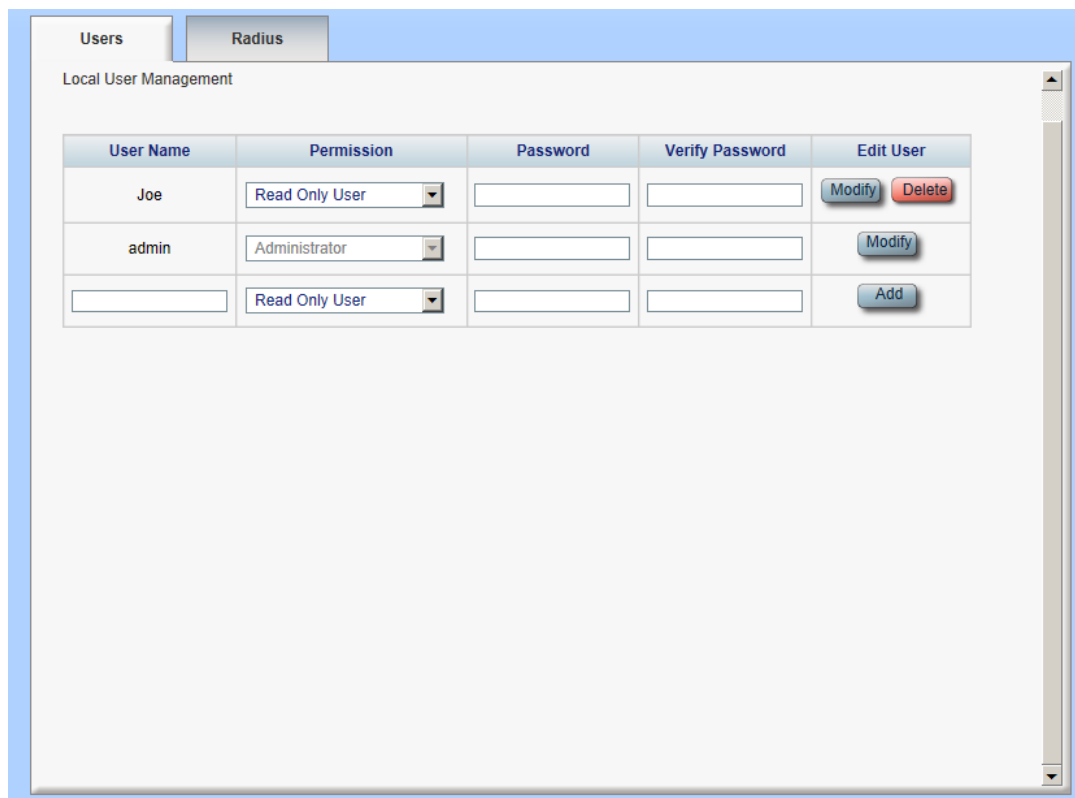 Users Radius
Local User Management
User Name Permission Password Verify Password Edit User
Joe Read Only User Modify Delete
admin Administrator Modify
Read Only User Add